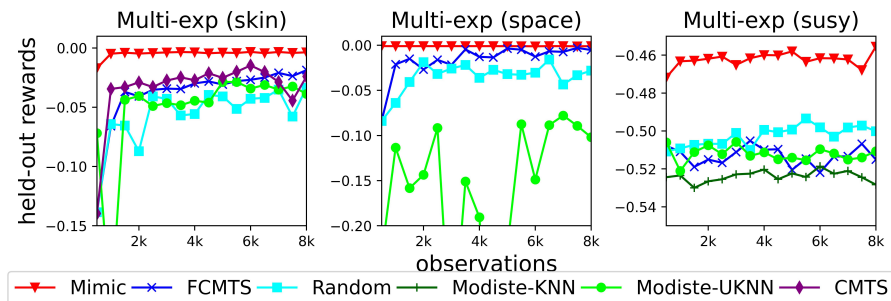 Multi-exp (skin) Multi-exp (space) Multi-exp (susy)
held-out rewards
0.00
−0.05
−0.10
−0.15
2k 4k 6k 8k
0.00
−0.05
−0.10
−0.15
−0.20
2k 4k 6k 8k
−0.46
−0.48
−0.50
−0.52
−0.54
2k 4k 6k 8k
observations
Mimic FCMTS Random Modiste-KNN Modiste-UKNN CMTS